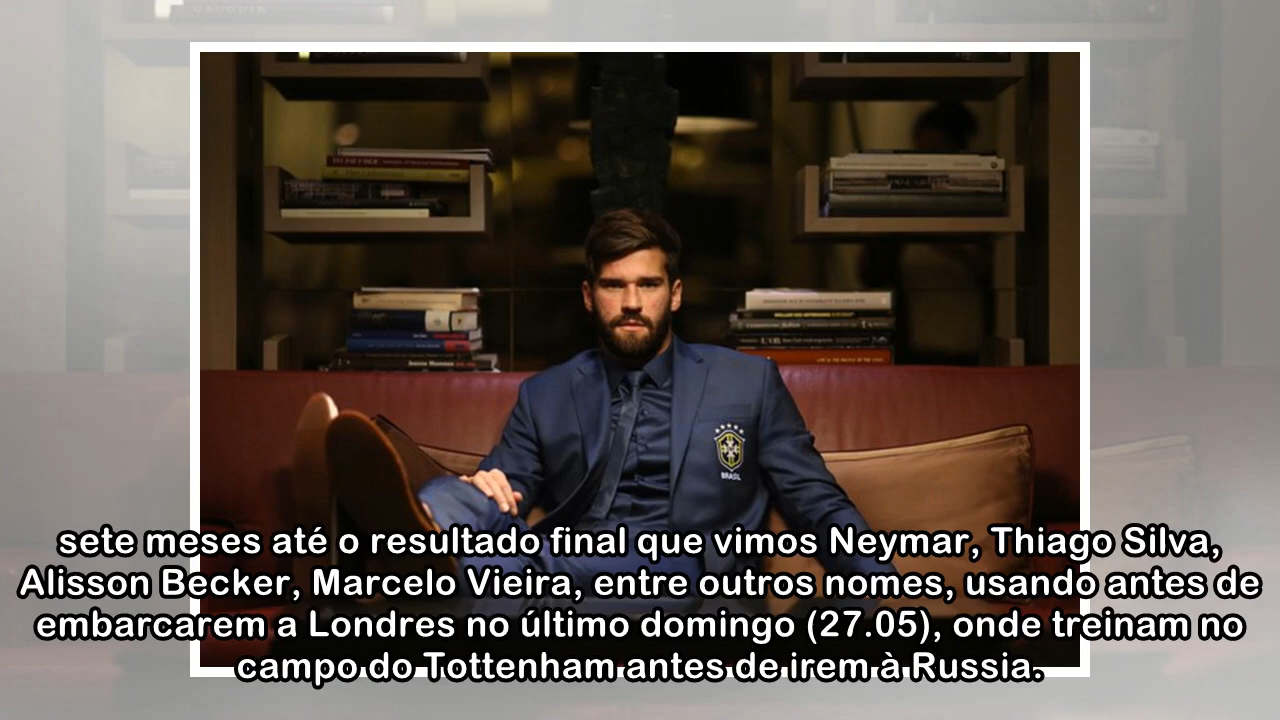 sete meses até o resultado final que vimos Neymar, Thiago Silva,
Alisson Becker, Marcelo Vieira, entre outros nomes, usando antes de
embarcarem a Londres no último domingo (27.05), onde treinam no
campo do Tottenham antes de irem à Russia.
BRASIL